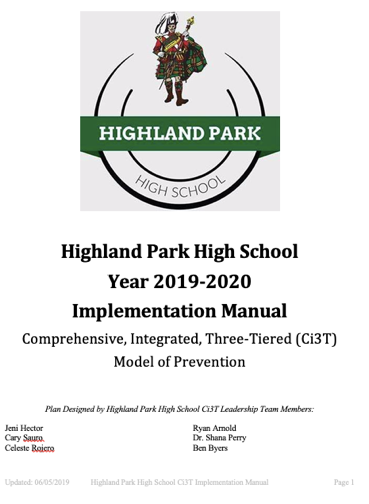 HIGHLAND PARK
HIGH SCHOOL
Highland Park High School
Year 2019-2020
Implementation Manual
Comprehensive, Integrated, Three-Tiered (Ci3T)
Model of Prevention
Plan Designed by Highland Park High School Ci3T Leadership Team Members:
Jeni Hector
Cary Sauro
Celeste Rojero
Ryan Arnold
Dr. Shana Perry
Ben Byers
Updated: 06/05/2019 Highland Park High School Ci3T Implementation Manual Page 1